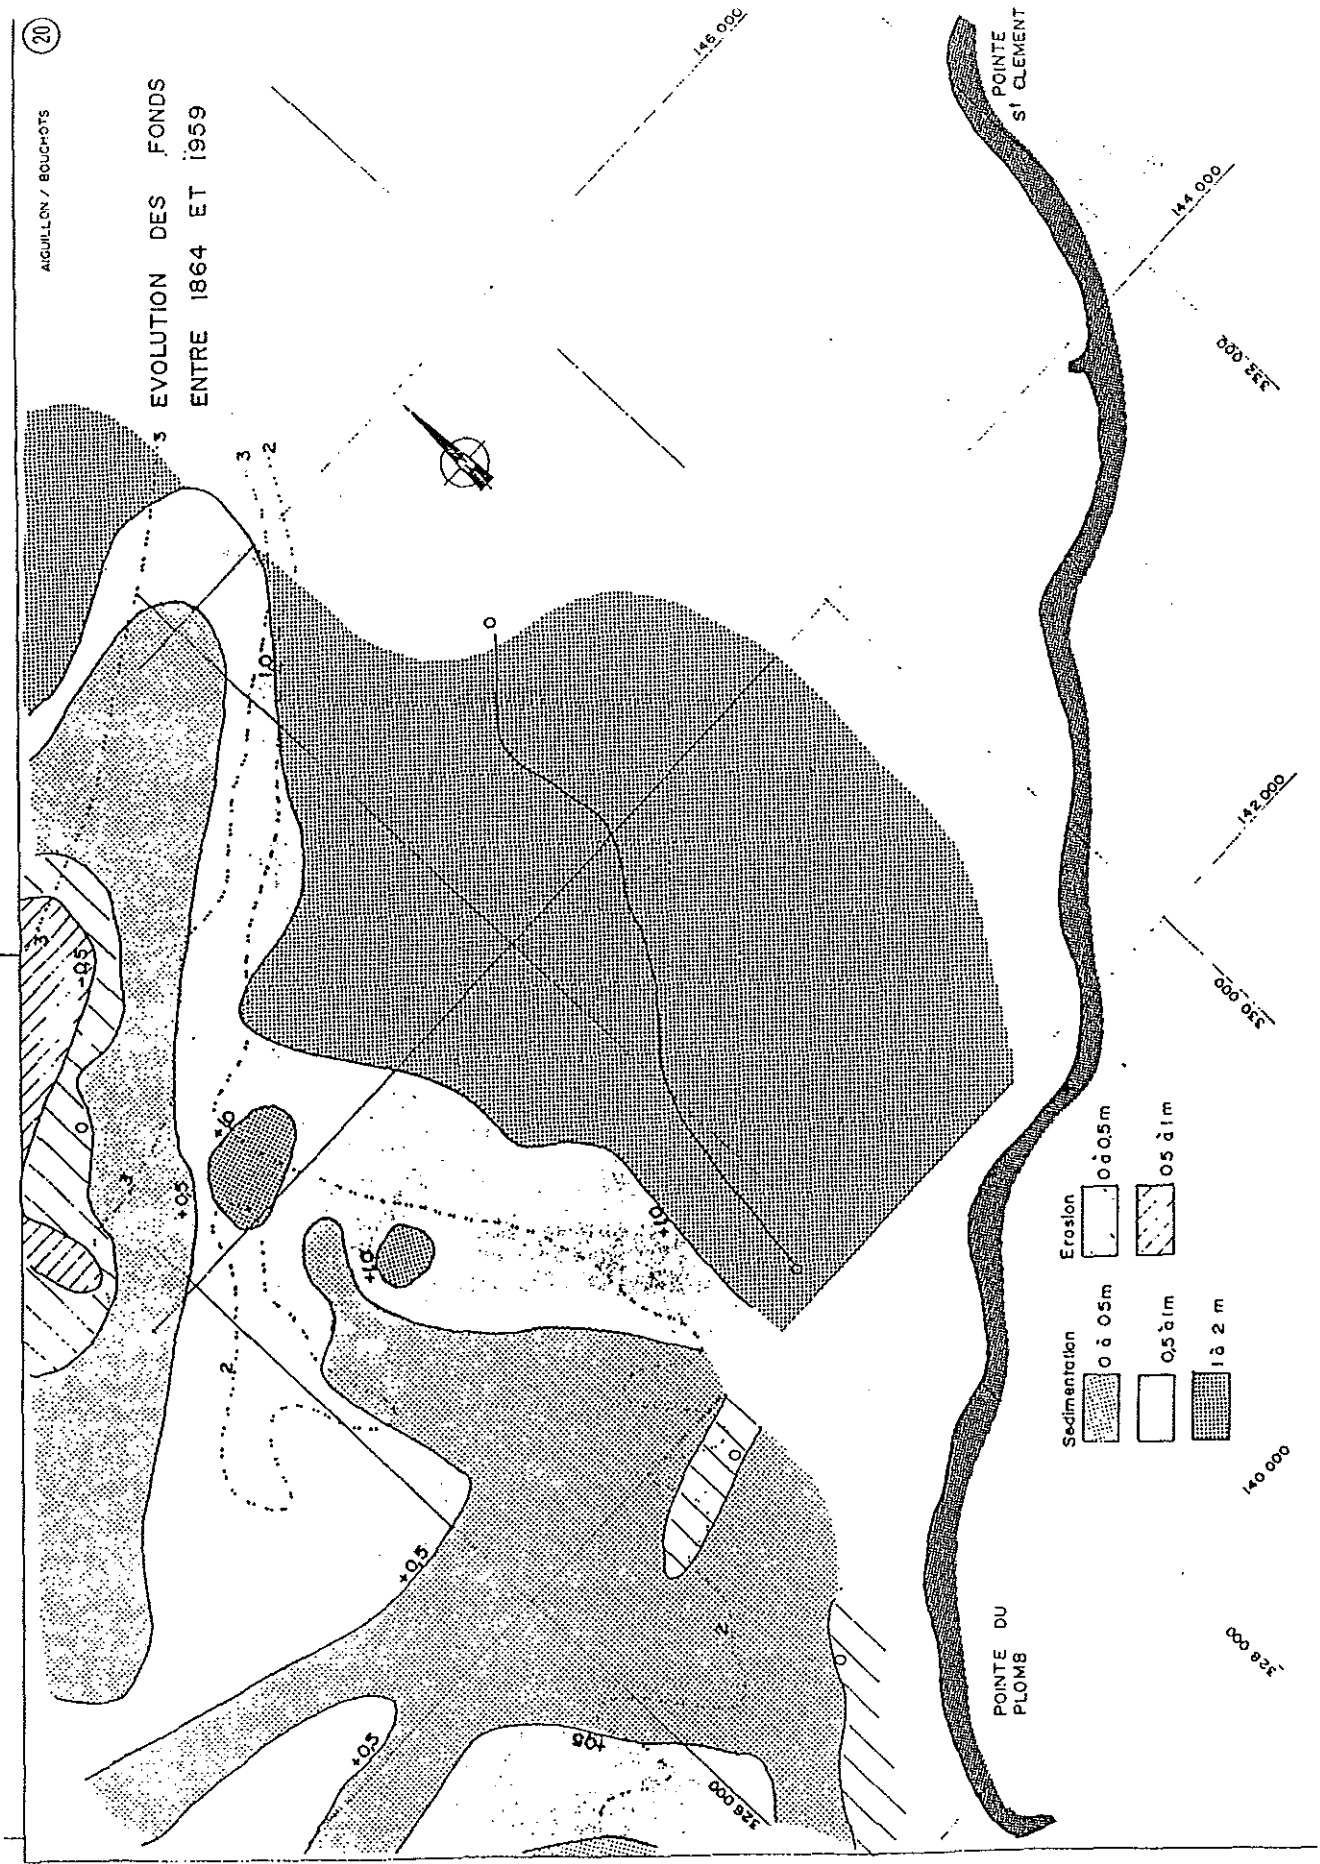 20
AIGUILLON / BOUCHOTS
EVOLUTION DES FONDS
ENTRE 1864 ET 1959
146 000
POINTE
St CLEMENT
144 000
332 000
142 000
330 000
140 000
328 000
326 000
POINTE DU
PLOMB
3
3
2
1,0
0
3
-0,5
0
3
+0,5
+1,0
+1,0
+1,0
0
2
+0,5
0
2
0
+0,5
+0,5
Sedimentation
0 à 0,5m
0,5 à 1m
1 à 2 m
Erosion
0 à 0,5m
0,5 à 1m